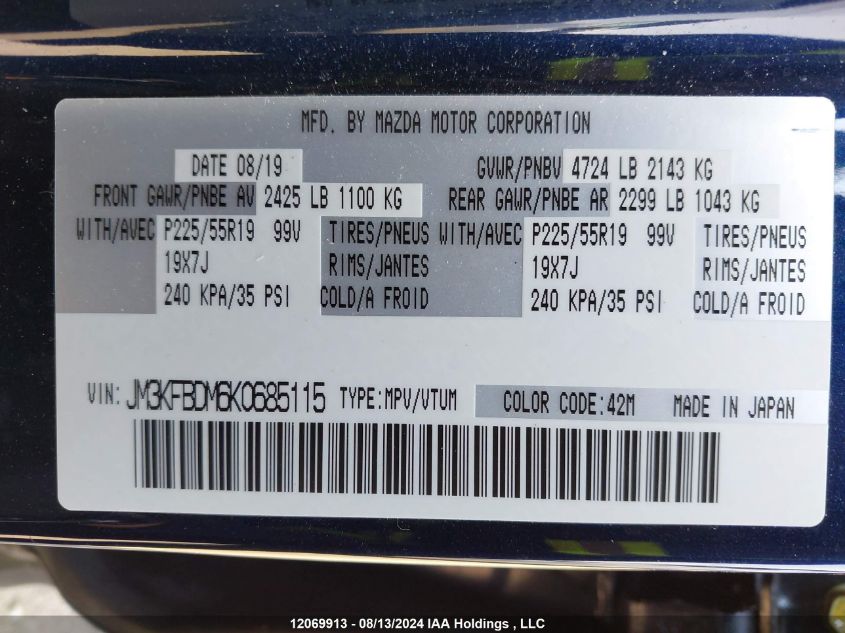 MFD. BY MAZDA MOTOR CORPORATION
DATE 08/19 GVWR/PNBV 4724 LB 2143 KG
FRONT GAWR/PNBE AV 2425 LB 1100 KG REAR GAWR/PNBE AR 2299 LB 1043 KG
WITH/AVEC P225/55R19 99V TIRES/PNEUS WITH/AVEC P225/55R19 99V TIRES/PNEUS
19X7J RIMS/JANTES 19X7J RIMS/JANTES
240 KPA/35 PSI COLD/A FROID 240 KPA/35 PSI COLD/A FROID
VIN: JM3KFBDM6K0685115 TYPE:MPV/VTUM COLOR CODE:42M MADE IN JAPAN
12069913 - 08/13/2024 IAA Holdings , LLC